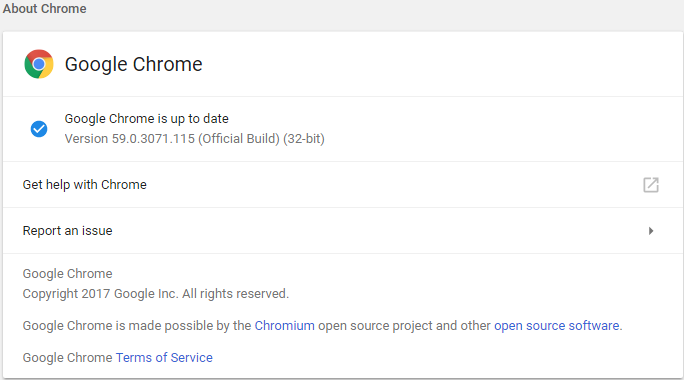 About Chrome
Google Chrome
Google Chrome is up to date
Version 59.0.3071.115 (Official Build) (32-bit)
Get help with Chrome
Report an issue
Google Chrome
Copyright 2017 Google Inc. All rights reserved.
Google Chrome is made possible by the Chromium open source project and other open source software.
Google Chrome Terms of Service